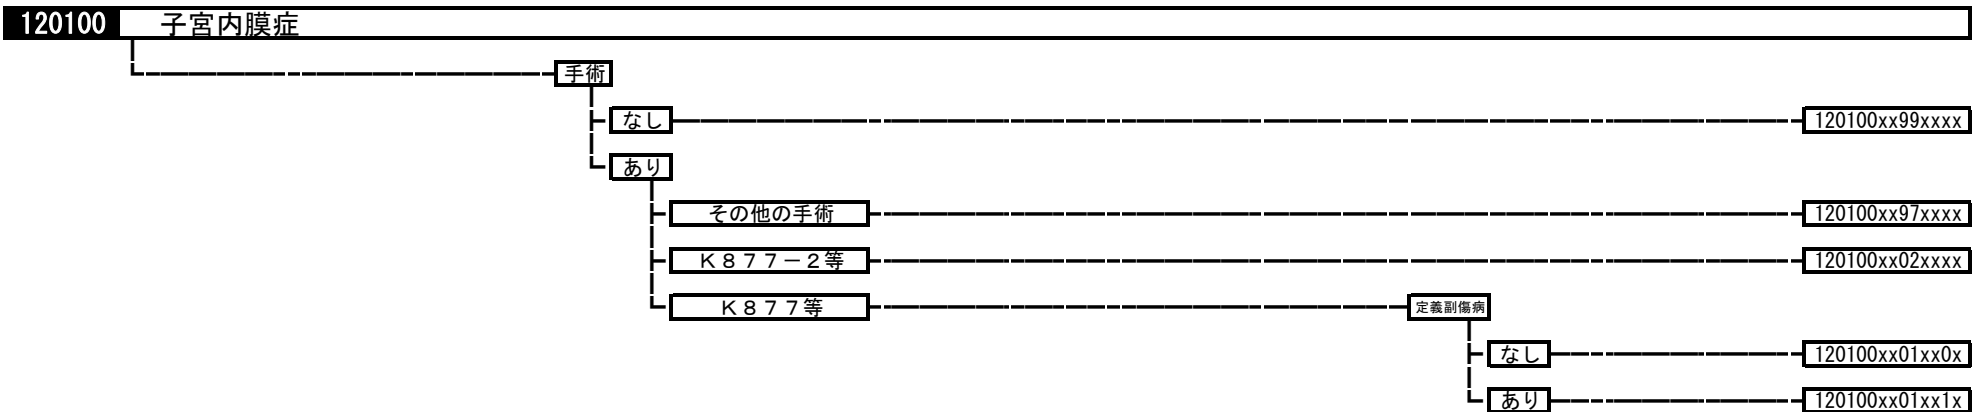 120100 子宮内膜症
手術
なし 120100xx99xxxx
あり
その他の手術 120100xx97xxxx
K877－2等 120100xx02xxxx
K877等 定義副傷病
なし 120100xx01xx0x
あり 120100xx01xx1x